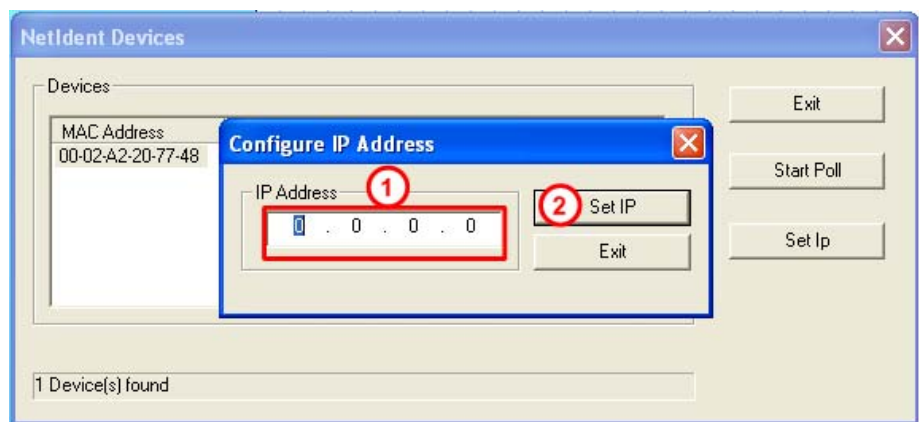 NetIdent Devices
Devices
Exit
MAC Address
00-02-A2-20-77-48
Configure IP Address
Start Poll
IP Address
1
2
Set IP
0 . 0 . 0 . 0
Set Ip
Exit
1 Device(s) found